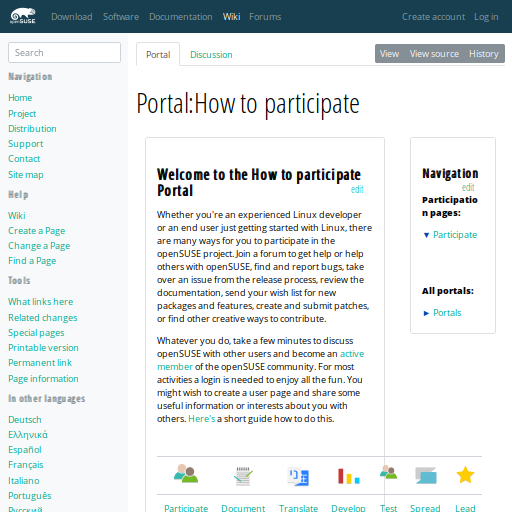 openSUSE
Download Software Documentation Wiki Forums Create account Log in
Search
Portal Discussion View View source History
Navigation
Home
Project
Distribution
Support
Contact
Site map
Help
Wiki
Create a Page
Change a Page
Find a Page
Tools
What links here
Related changes
Special pages
Printable version
Permanent link
Page information
In other languages
Deutsch
Ελληνικά
Español
Français
Italiano
Português
Русский
Portal:How to participate
Welcome to the How to participate
Portal
edit
Whether you're an experienced Linux developer
or an end user just getting started with Linux, there
are many ways for you to participate in the
openSUSE project. Join a forum to get help or help
others with openSUSE, find and report bugs, take
over an issue from the release process, review the
documentation, send your wish list for new
packages and features, create and submit patches,
or find other creative ways to contribute.
Whatever you do, take a few minutes to discuss
openSUSE with other users and become an active
member of the openSUSE community. For most
activities a login is needed to enjoy all the fun. You
might wish to create a user page and share some
useful information or interests about you with
others. Here's a short guide how to do this.
Participate Document Translate Develop Test Spread Lead
Navigation
edit
Participatio
n pages:
▼ Participate
All portals:
► Portals